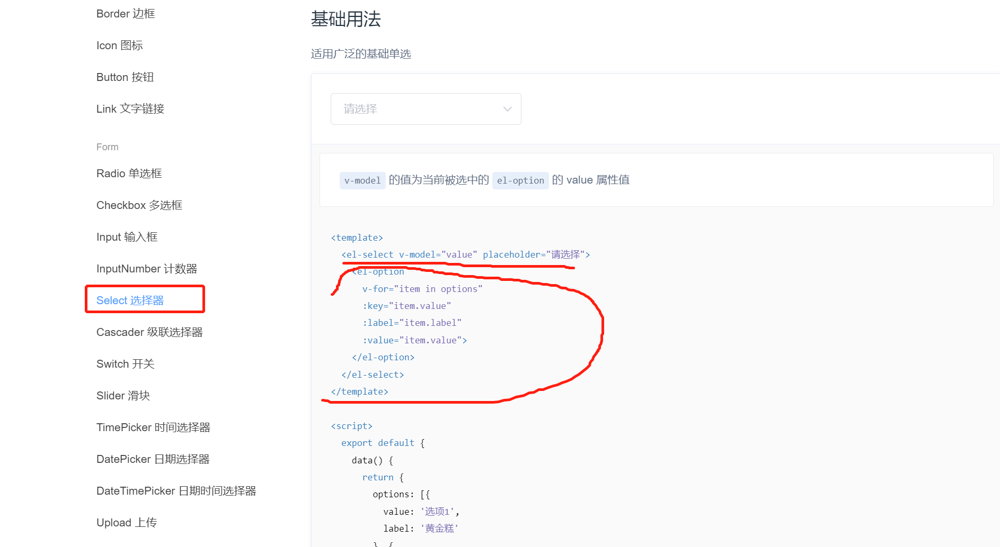 Border 边框
Icon 图标
Button 按钮
Link 文字链接
Form
Radio 单选框
Checkbox 多选框
Input 输入框
InputNumber 计数器
Select 选择器
Cascader 级联选择器
Switch 开关
Slider 滑块
TimePicker 时间选择器
DatePicker 日期选择器
DateTimePicker 日期时间选择器
Upload 上传
基础用法
适用广泛的基础单选
请选择
v-model 的值为当前被选中的 el-option 的 value 属性值
<template>
<el-select v-model="value" placeholder="请选择">
<el-option
v-for="item in options"
:key="item.value"
:label="item.label"
:value="item.value">
</el-option>
</el-select>
</template>
<script>
export default {
data() {
return {
options: [{
value: '选项1',
label: '黄金糕'
}, {